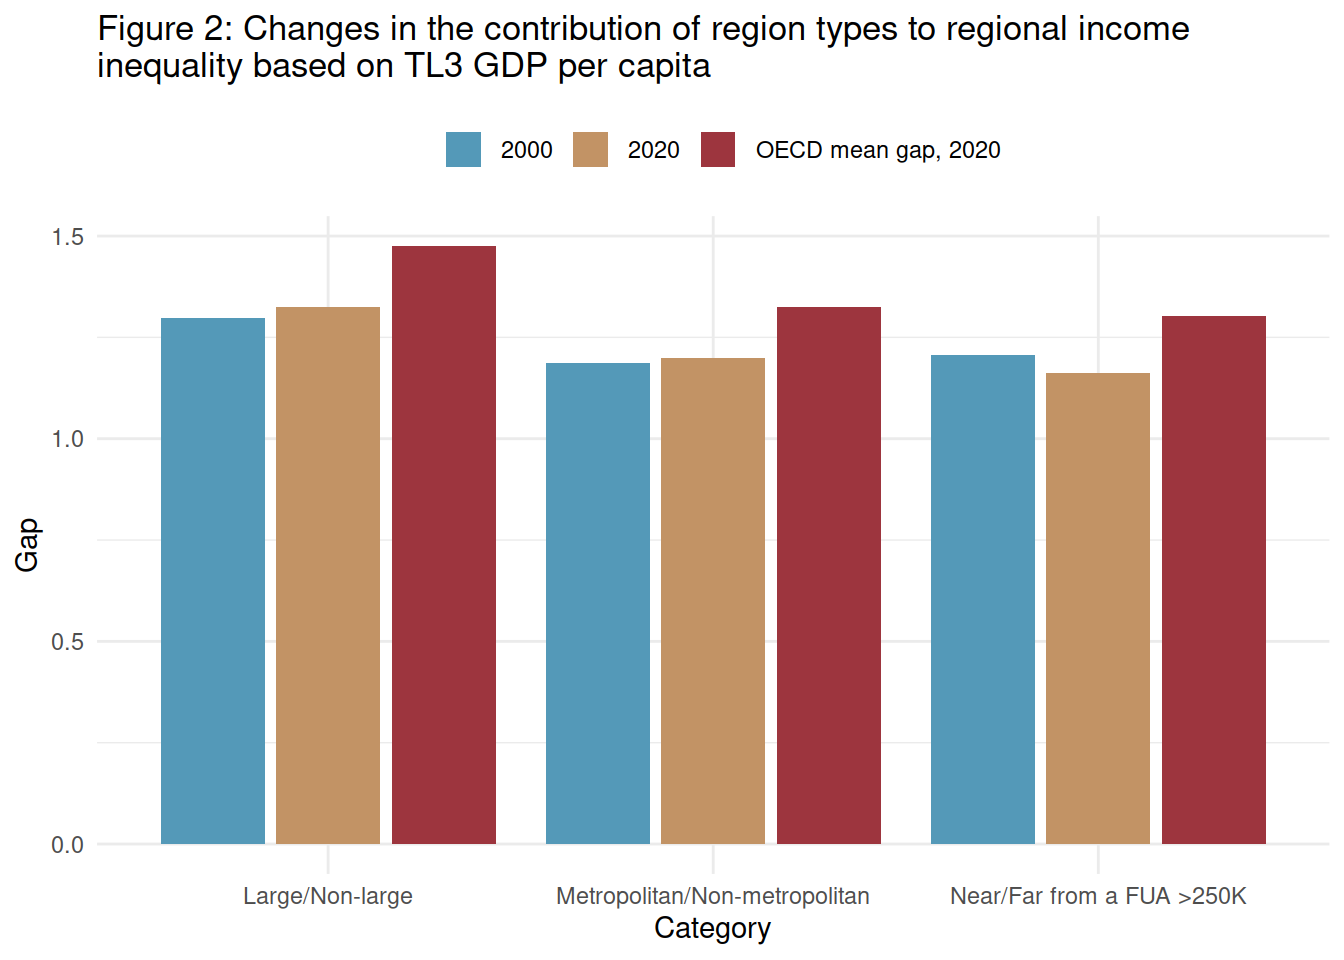 Figure 2: Changes in the contribution of region types to regional income
inequality based on TL3 GDP per capita
2000 2020 OECD mean gap, 2020
1.5
1.0
0.5
0.0
Gap
Large/Non-large Metropolitan/Non-metropolitan Near/Far from a FUA >250K
Category